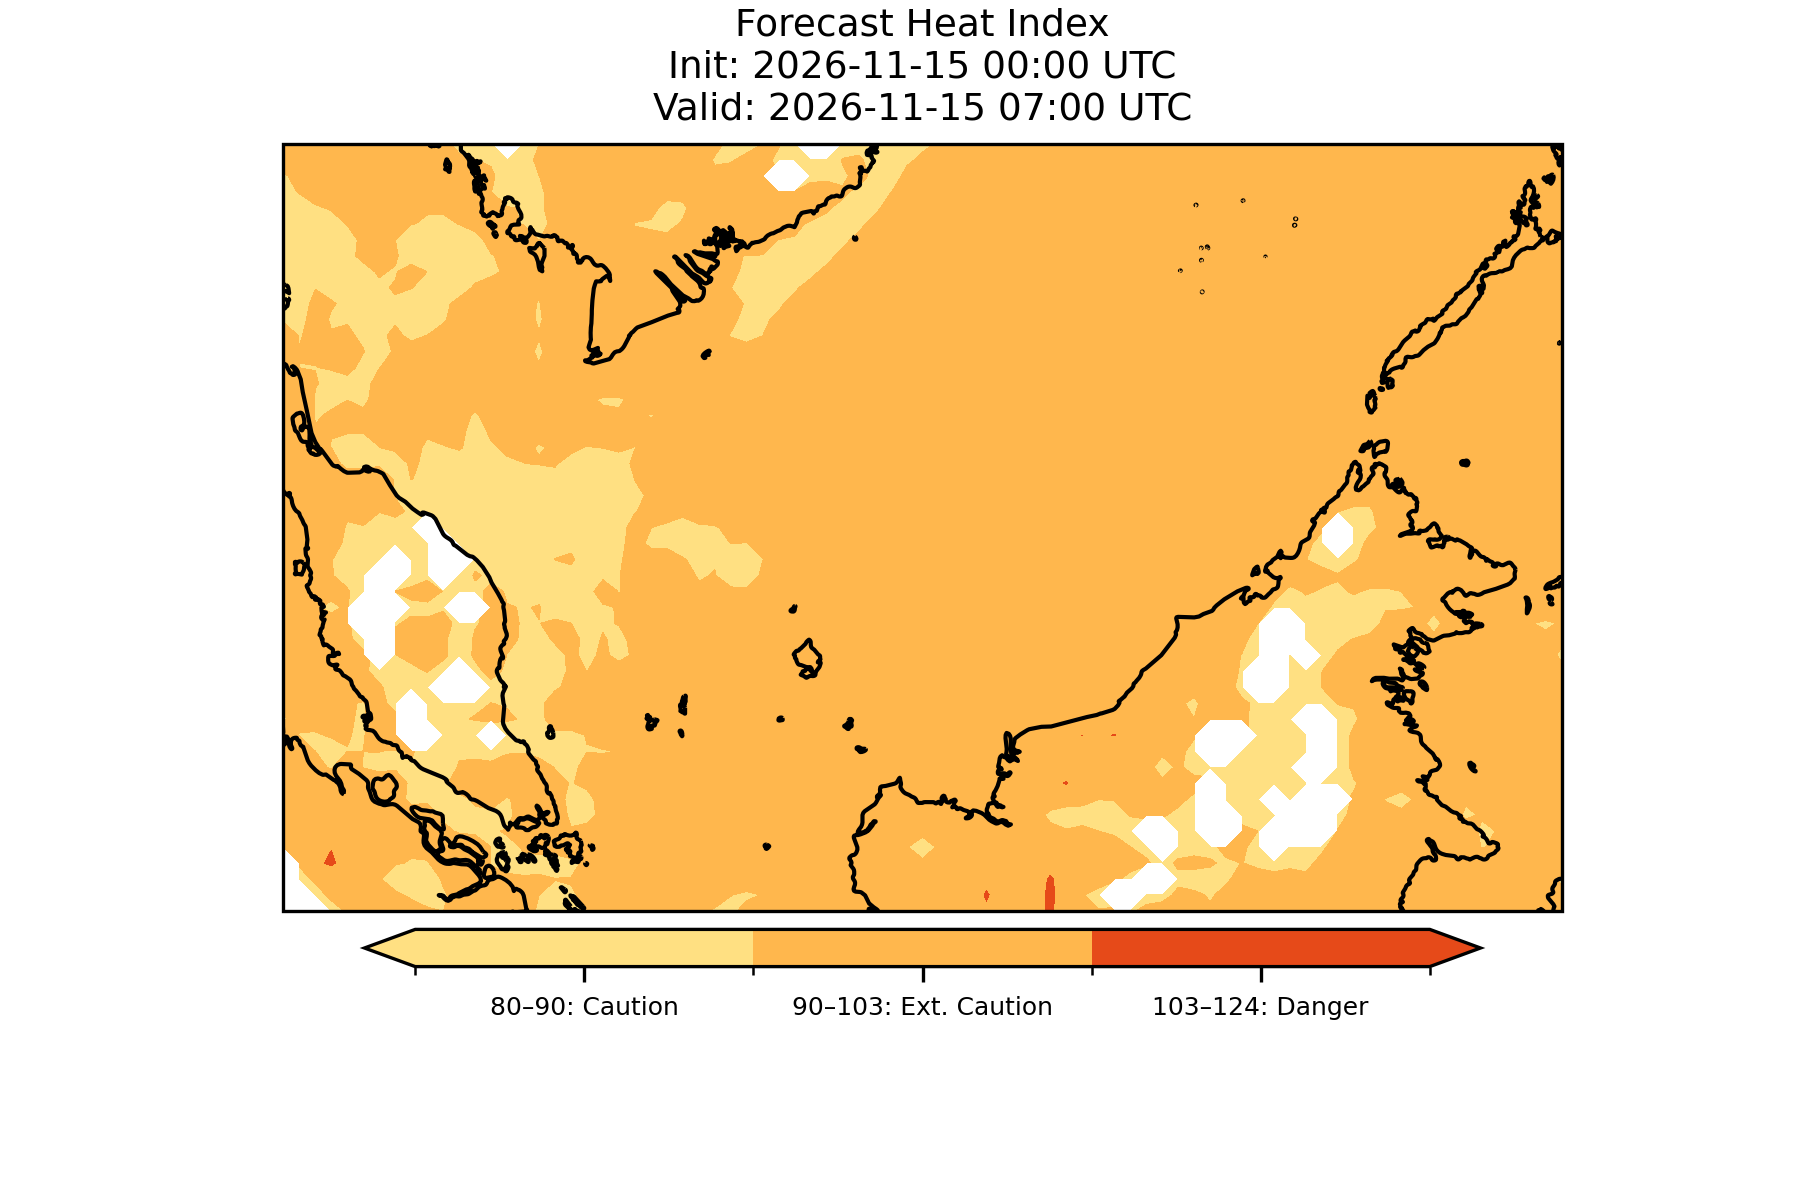 Forecast Heat Index
Init: 2026-11-15 00:00 UTC
Valid: 2026-11-15 07:00 UTC
80–90: Caution
90–103: Ext. Caution
103–124: Danger